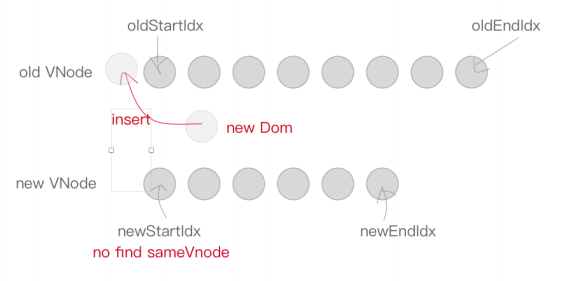 oldStartIdx
oldEndIdx
old VNode
insert
new Dom
new VNode
newStartIdx
newEndIdx
no find sameVnode